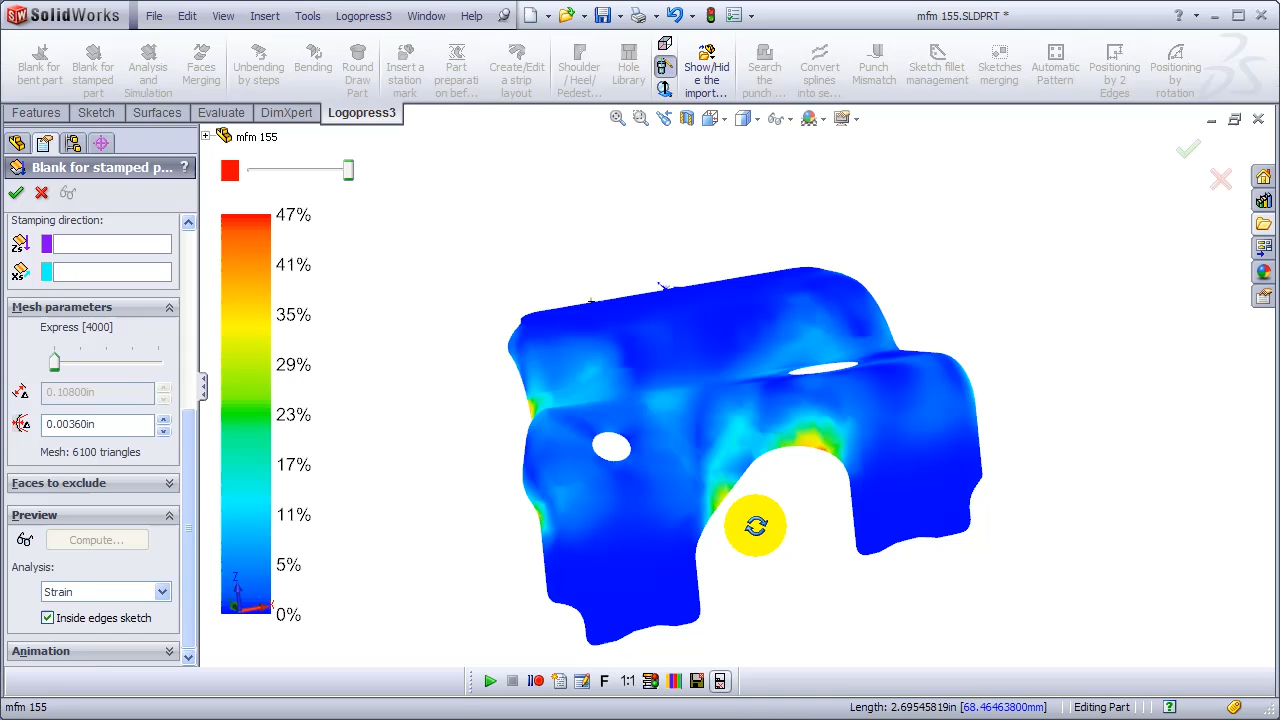 SolidWorks File Edit View Insert Tools Logopress3 Window Help mfm 155.SLDPRT * ?
Blank for bent part
Blank for stamped part
Analysis and Simulation
Faces Merging
Unbending by steps
Bending
Round Draw Part
Insert a station mark
Part preparati on bef...
Create/Edit a strip layout
Shoulder / Heel/ Pedest...
Hole Library
Show/Hid e the import...
Search the punch ...
Convert splines into se...
Punch Mismatch
Sketch fillet management
Sketches merging
Automatic Pattern
Positioning by 2 Edges
Positioning by rotation
Features Sketch Surfaces Evaluate DimXpert Logopress3
mfm 155
Blank for stamped p... ?
Stamping direction:
Zs
Xs
Mesh parameters
Express [4000]
0.10800in
0.00360in
Mesh: 6100 triangles
Faces to exclude
Preview
Compute...
Analysis:
Strain
Inside edges sketch
Animation
47%
41%
35%
29%
23%
17%
11%
5%
0%
Z
X
F 1:1
mfm 155 Length: 2.69545819in [68.46463800mm] Editing Part ?